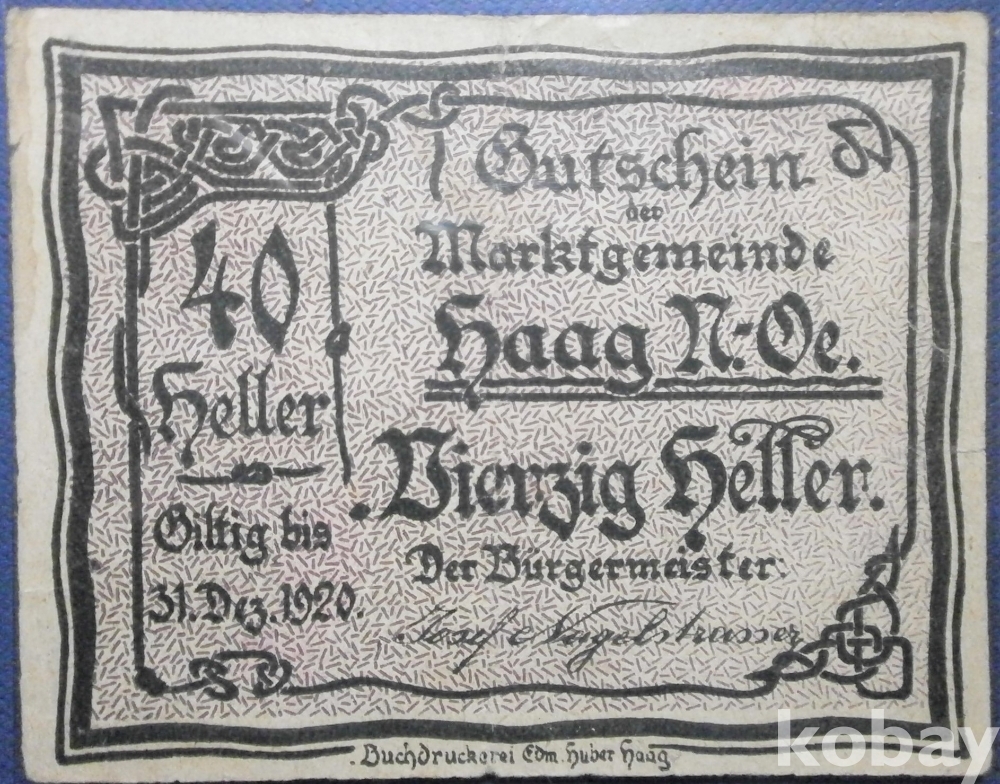 40
Heller
Giltig bis
31. Dez. 1920.
Gutschein
der
Marktgemeinde
Haag N.-Oe.
Vierzig Heller.
Der Bürgermeister:
Josef
Buchdruckerei Edm. Huber Haag
kobay